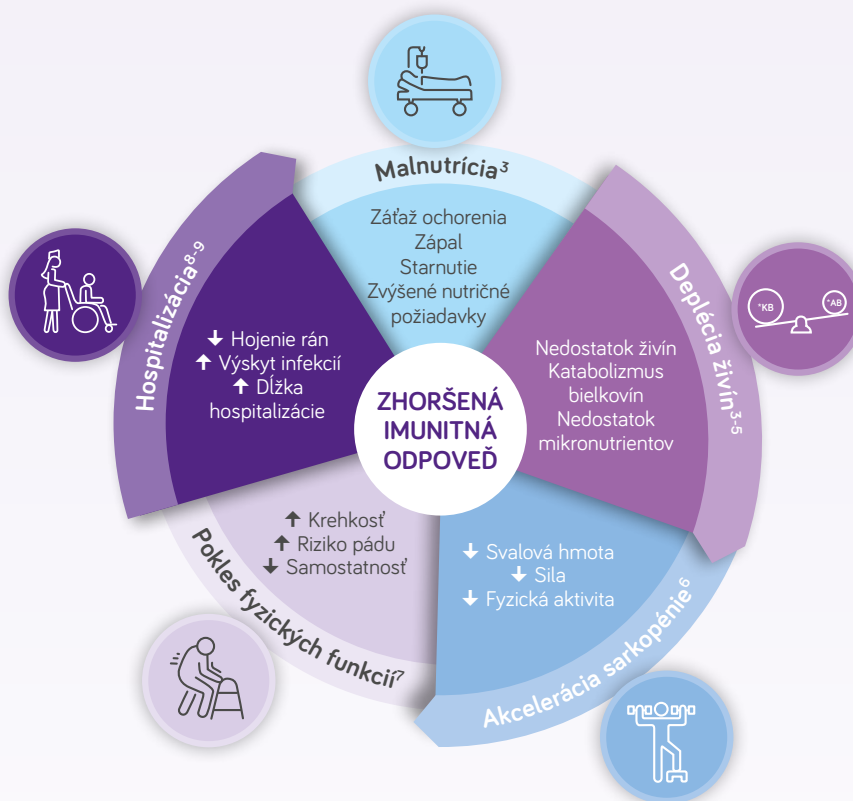 Malnutrícia³
Záťaž ochorenia
Zápal
Starnutie
Zvýšené nutričné
požiadavky
Deplécia živín³⁻⁵
*KB
*AB
Nedostatok živín
Katabolizmus
bielkovín
Nedostatok
mikronutrientov
Akcelerácia sarkopénie⁶
↓ Svalová hmota
↓ Sila
↓ Fyzická aktivita
Pokles fyzických funkcií⁷
↑ Krehkosť
↑ Riziko pádu
↓ Samostatnosť
Hospitalizácia⁸⁻⁹
↓ Hojenie rán
↑ Výskyt infekcií
↑ Dĺžka
hospitalizácie
ZHORŠENÁ
IMUNITNÁ
ODPOVEĎ